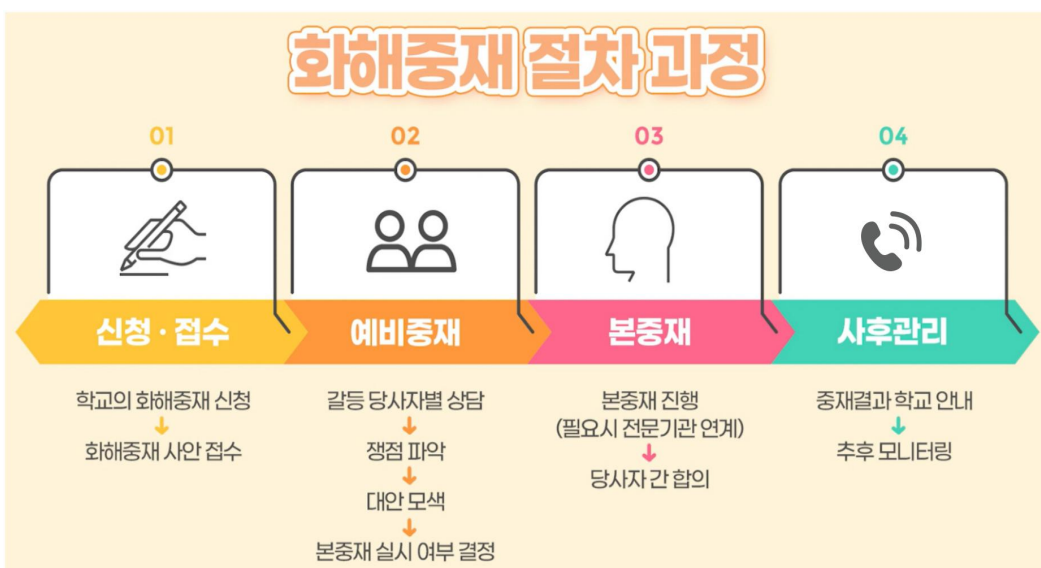 화해중재 절차 과정
01
신청 · 접수
학교의 화해중재 신청
화해중재 사안 접수
02
예비중재
갈등 당사자별 상담
쟁점 파악
대안 모색
본중재 실시 여부 결정
03
본중재
본중재 진행
(필요시 전문기관 연계)
당사자 간 합의
04
사후관리
중재결과 학교 안내
추후 모니터링